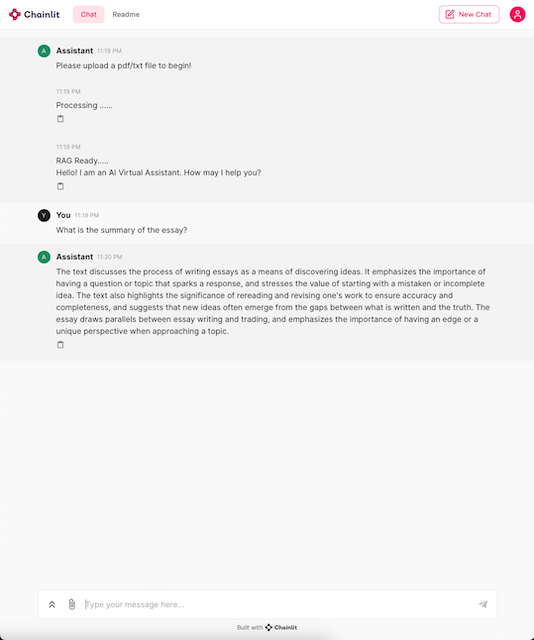 Chainlit Chat Readme New Chat
A Assistant 11:19 PM
Please upload a pdf/txt file to begin!
11:19 PM
Processing ......
11:19 PM
RAG Ready.....
Hello! I am an AI Virtual Assistant. How may I help you?
Y You 11:19 PM
What is the summary of the essay?
A Assistant 11:20 PM
The text discusses the process of writing essays as a means of discovering ideas. It emphasizes the importance of
having a question or topic that sparks a response, and stresses the value of starting with a mistaken or incomplete
idea. The text also highlights the significance of rereading and revising one's work to ensure accuracy and
completeness, and suggests that new ideas often emerge from the gaps between what is written and the truth. The
essay draws parallels between essay writing and trading, and emphasizes the importance of having an edge or a
unique perspective when approaching a topic.
Type your message here...
Built with Chainlit